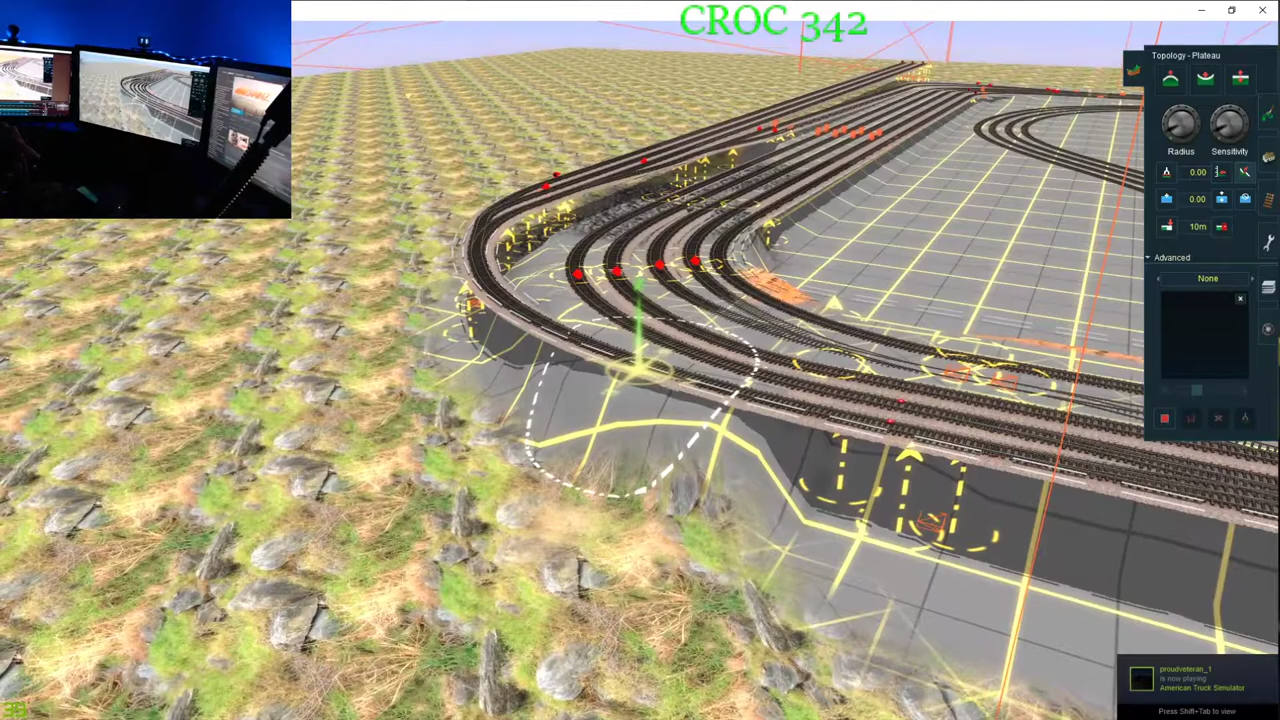 CROC 342
Topology - Plateau
Radius
Sensitivity
0.00
0.00
10m
Advanced
None
proudveteran_1
is now playing
American Truck Simulator
Press Shift+Tab to view